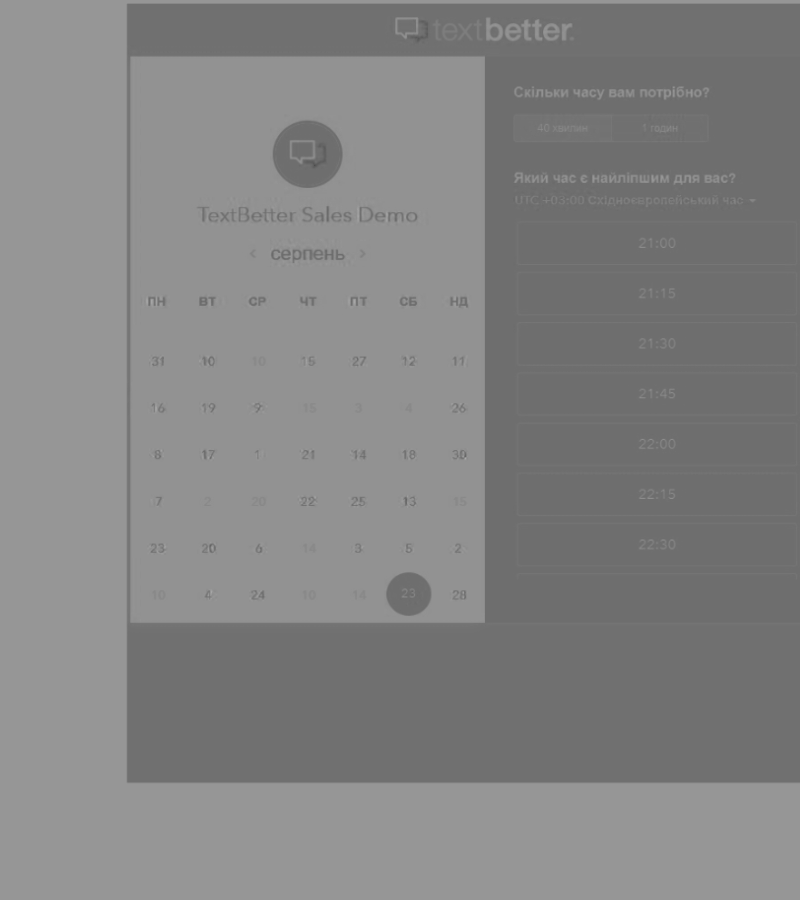 textbetter
TextBetter Sales Demo
серпень
ПН ВТ СР ЧТ ПТ СБ НД
31 10 10 15 27 12 11
16 19 9 15 3 4 26
8 17 1 21 14 18 30
7 2 20 22 25 13 15
23 20 6 14 3 5 2
10 4 24 10 14 23 28
Скільки часу вам потрібно?
40 хвилин 1 годин
Який час є найліпшим для вас?
UTC +03:00 Східноєвропейський час
21:00
21:15
21:30
21:45
22:00
22:15
22:30